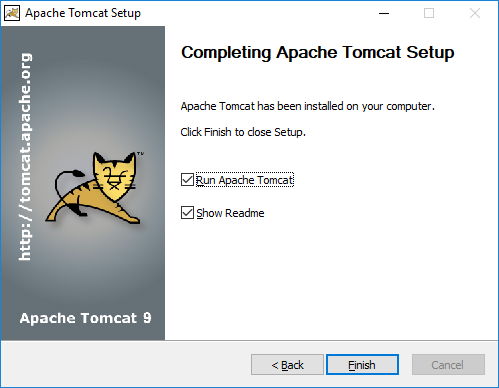 Apache Tomcat Setup
http://tomcat.apache.org
TM
Apache Tomcat 9
Completing Apache Tomcat Setup
Apache Tomcat has been installed on your computer.
Click Finish to close Setup.
Run Apache Tomcat
Show Readme
< Back
Finish
Cancel